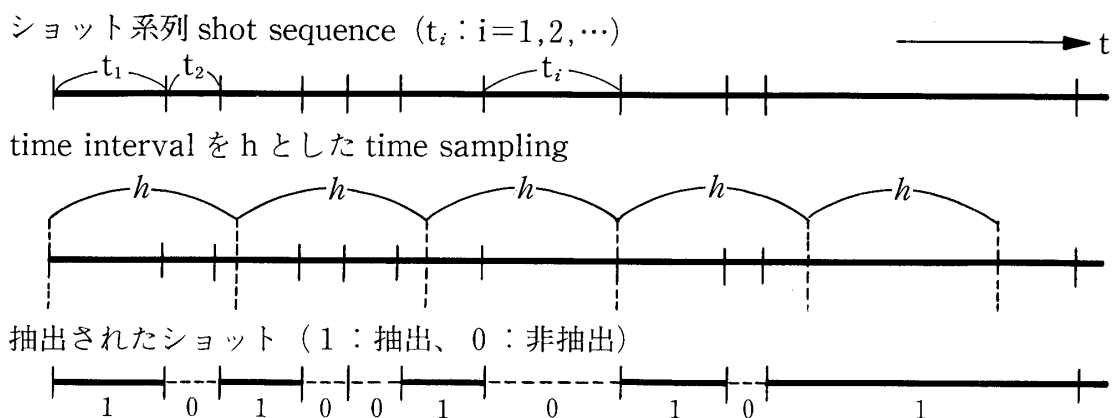 ショット系列 shot sequence（tᵢ：i＝1,2,…）
t
t₁ t₂ tᵢ
time interval を h とした time sampling
h h h h h
抽出されたショット（1：抽出、0：非抽出）
1 0 1 0 0 1 0 1 0 1